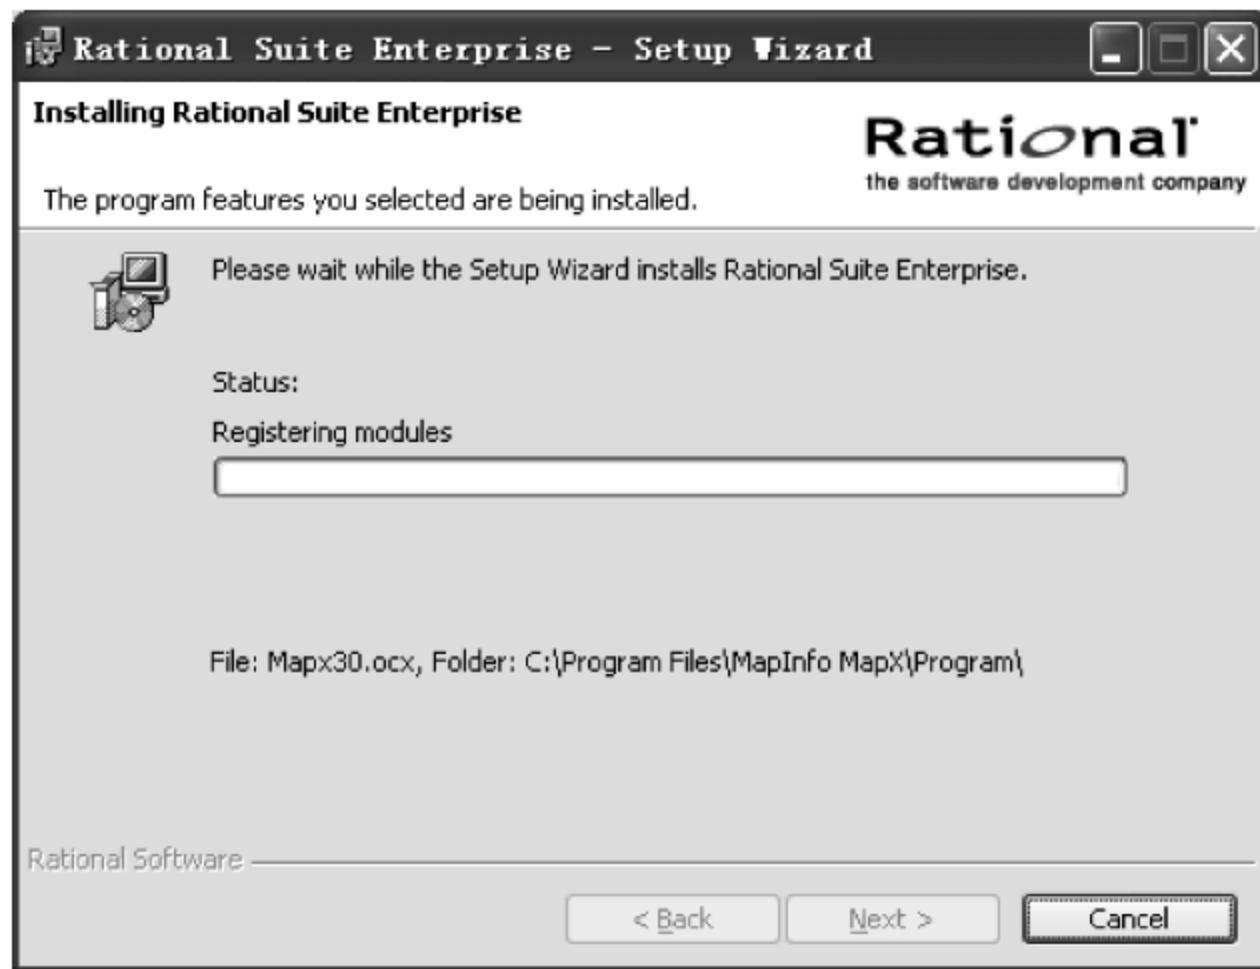 Rational Suite Enterprise - Setup Wizard
Installing Rational Suite Enterprise
Rational
the software development company
The program features you selected are being installed.
Please wait while the Setup Wizard installs Rational Suite Enterprise.
Status:
Registering modules
File: Mapx30.ocx, Folder: C:\Program Files\MapInfo MapX\Program\
Rational Software
< Back
Next >
Cancel